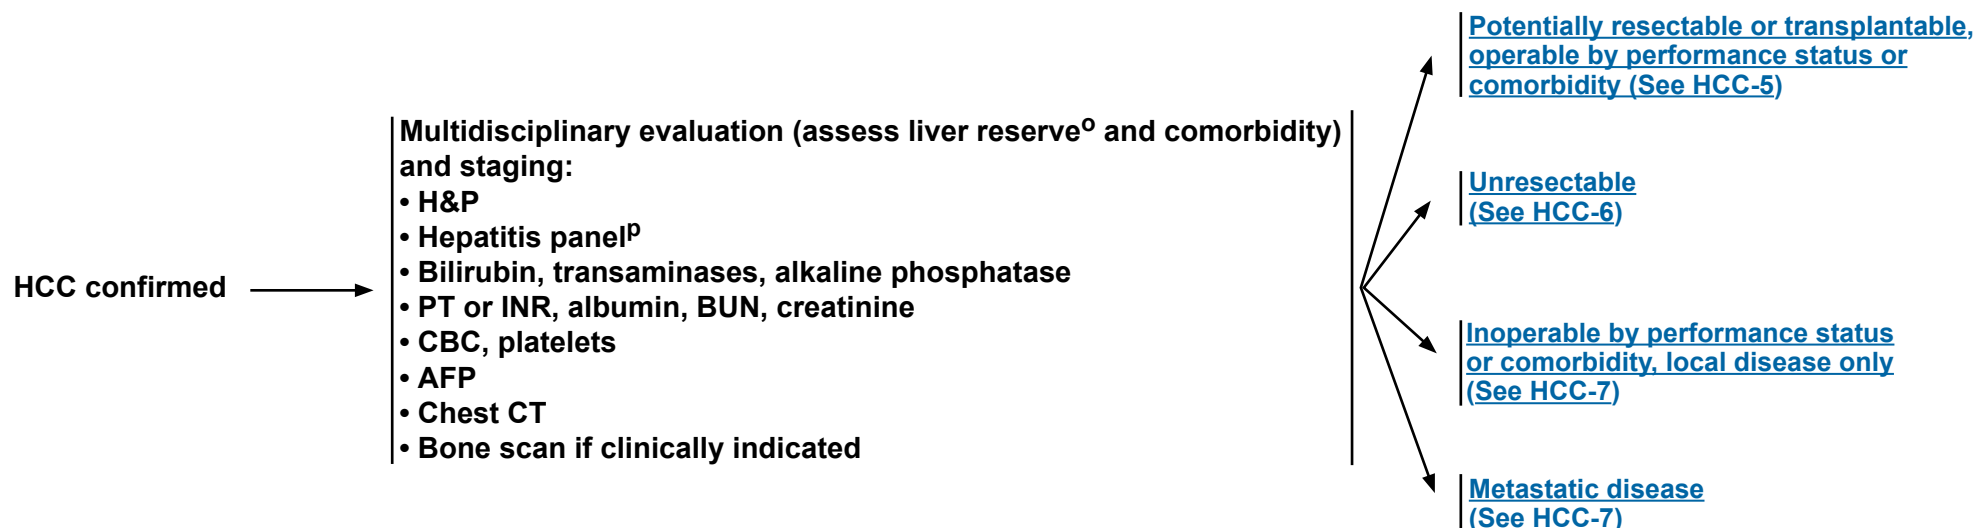 HCC confirmed
Multidisciplinary evaluation (assess liver reserveᵒ and comorbidity)
and staging:
• H&P
• Hepatitis panelᵖ
• Bilirubin, transaminases, alkaline phosphatase
• PT or INR, albumin, BUN, creatinine
• CBC, platelets
• AFP
• Chest CT
• Bone scan if clinically indicated
Potentially resectable or transplantable,
operable by performance status or
comorbidity (See HCC-5)
Unresectable
(See HCC-6)
Inoperable by performance status
or comorbidity, local disease only
(See HCC-7)
Metastatic disease
(See HCC-7)